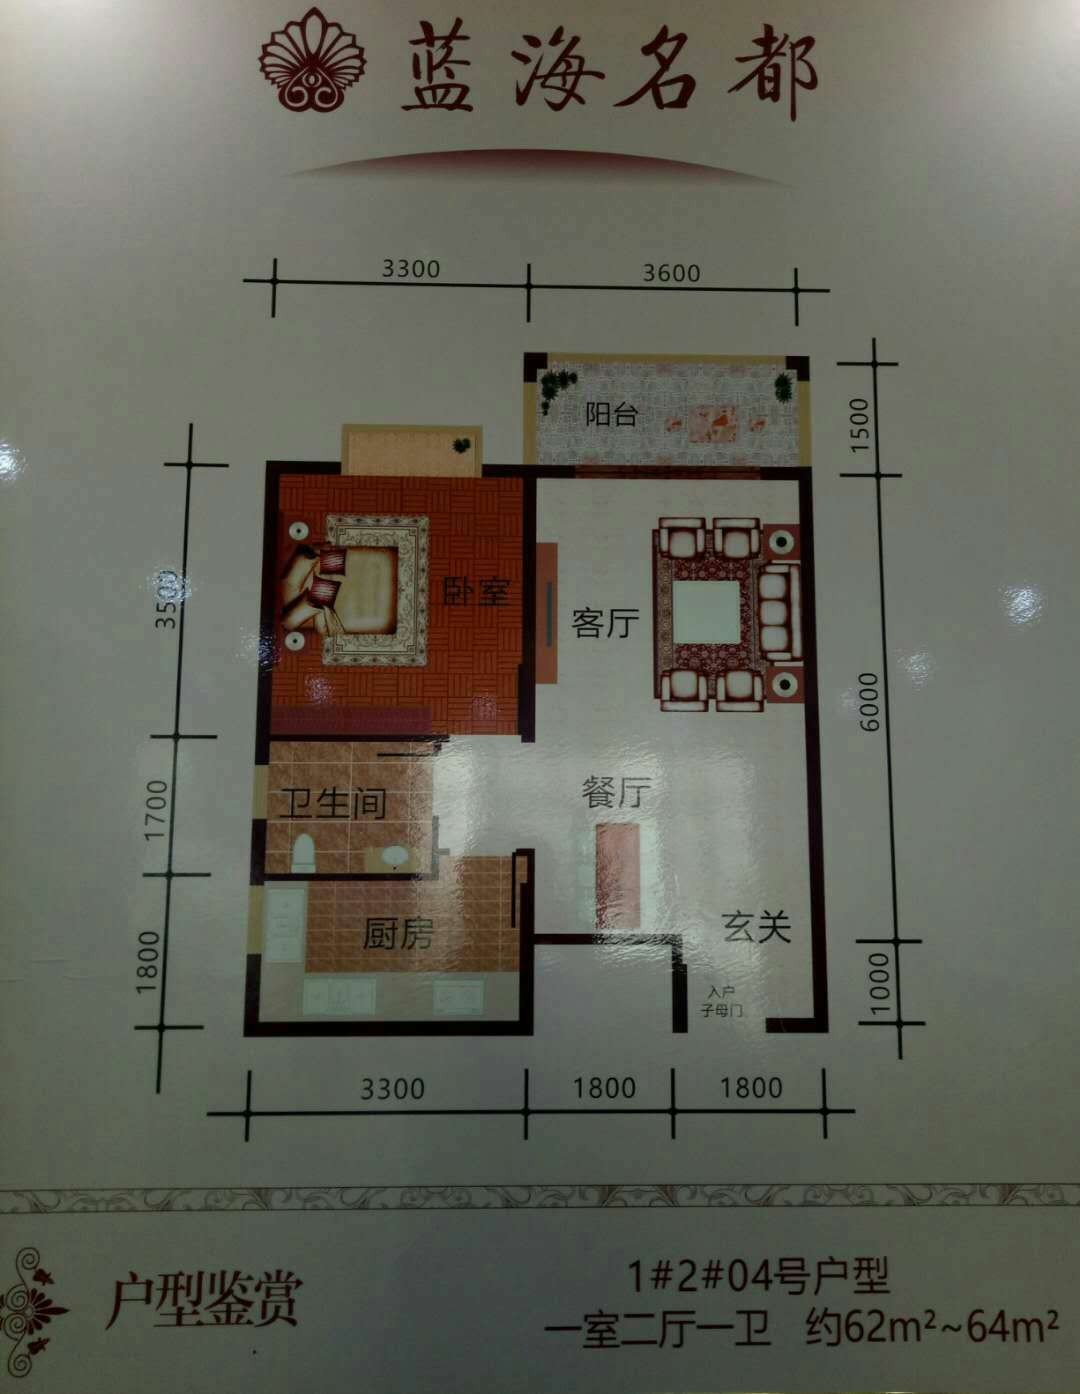 蓝海名都
3300 3600
阳台
1500
卧室
客厅
3500
6000
餐厅
卫生间
1700
厨房
玄关
1800
入户
子母门
1000
3300 1800 1800
户型鉴赏
1#2#04号户型
一室二厅一卫 约62m²~64m²